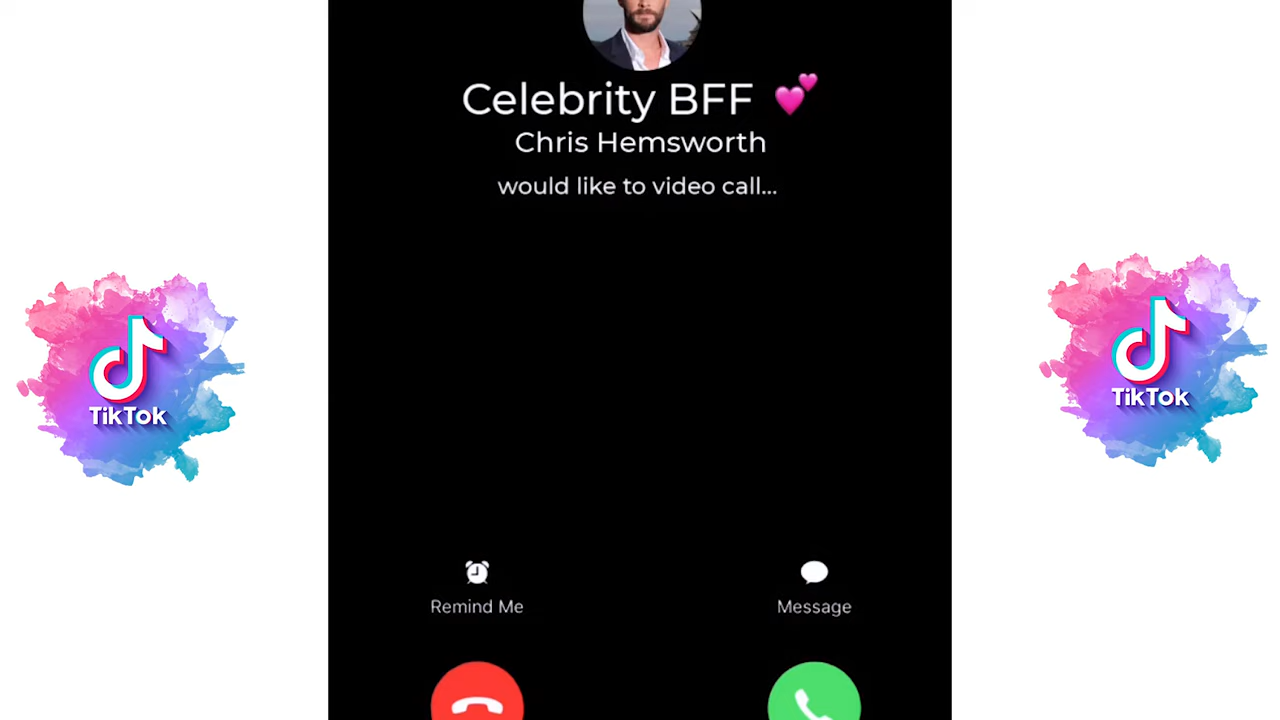 Celebrity BFF 💕
Chris Hemsworth
would like to video call...
TikTok
TikTok
Remind Me
Message